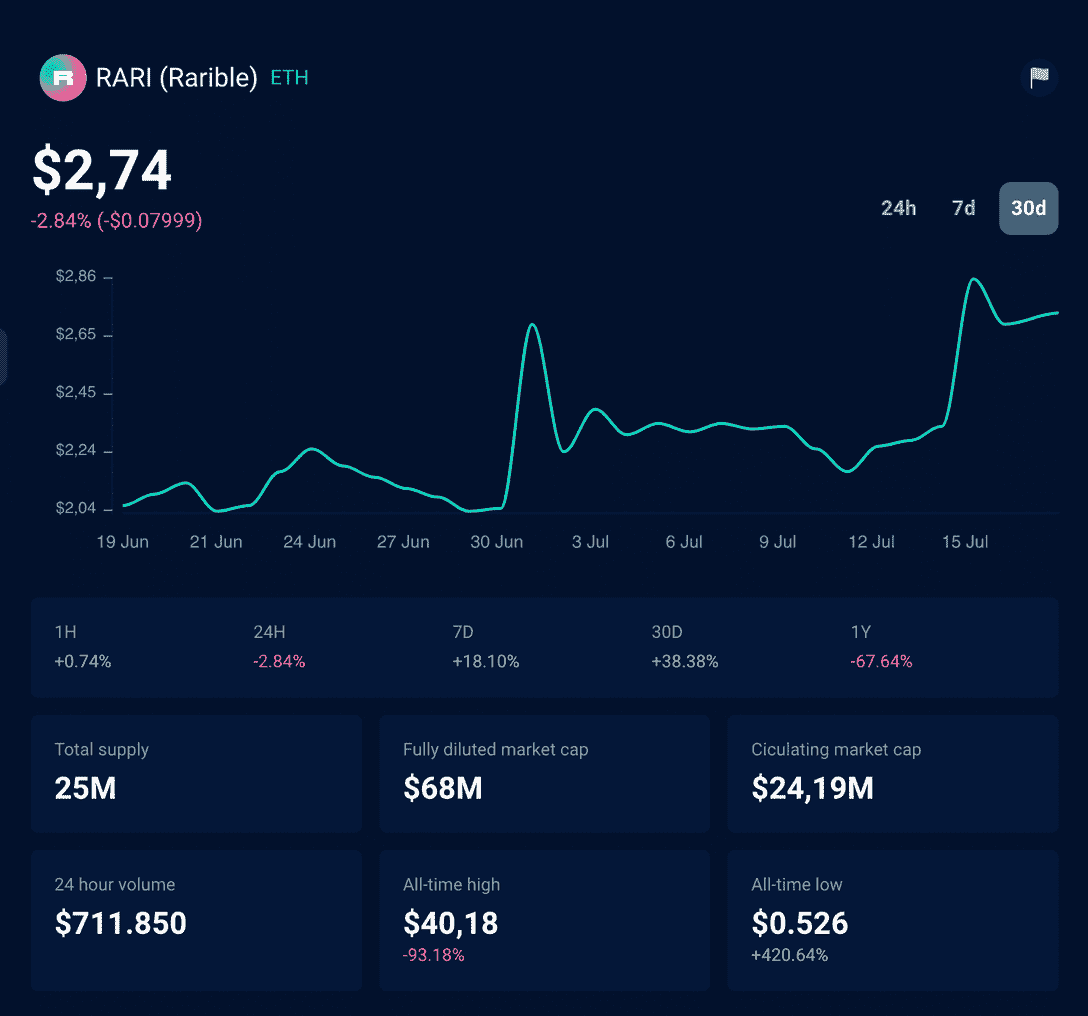 R
RARI (Rarible) ETH
$2,74
-2.84% (-$0.07999)
24h 7d 30d
$2,86
$2,65
$2,45
$2,24
$2,04
19 Jun 21 Jun 24 Jun 27 Jun 30 Jun 3 Jul 6 Jul 9 Jul 12 Jul 15 Jul
1H 24H 7D 30D 1Y
+0.74% -2.84% +18.10% +38.38% -67.64%
Total supply Fully diluted market cap Ciculating market cap
25M $68M $24,19M
24 hour volume All-time high All-time low
$711.850 $40,18 $0.526
-93.18% +420.64%